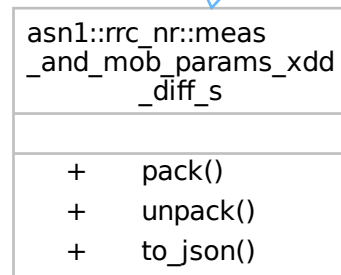 asn1::rrc_nr::meas
_and_mob_params_xdd
_diff_s
+ pack()
+ unpack()
+ to_json()